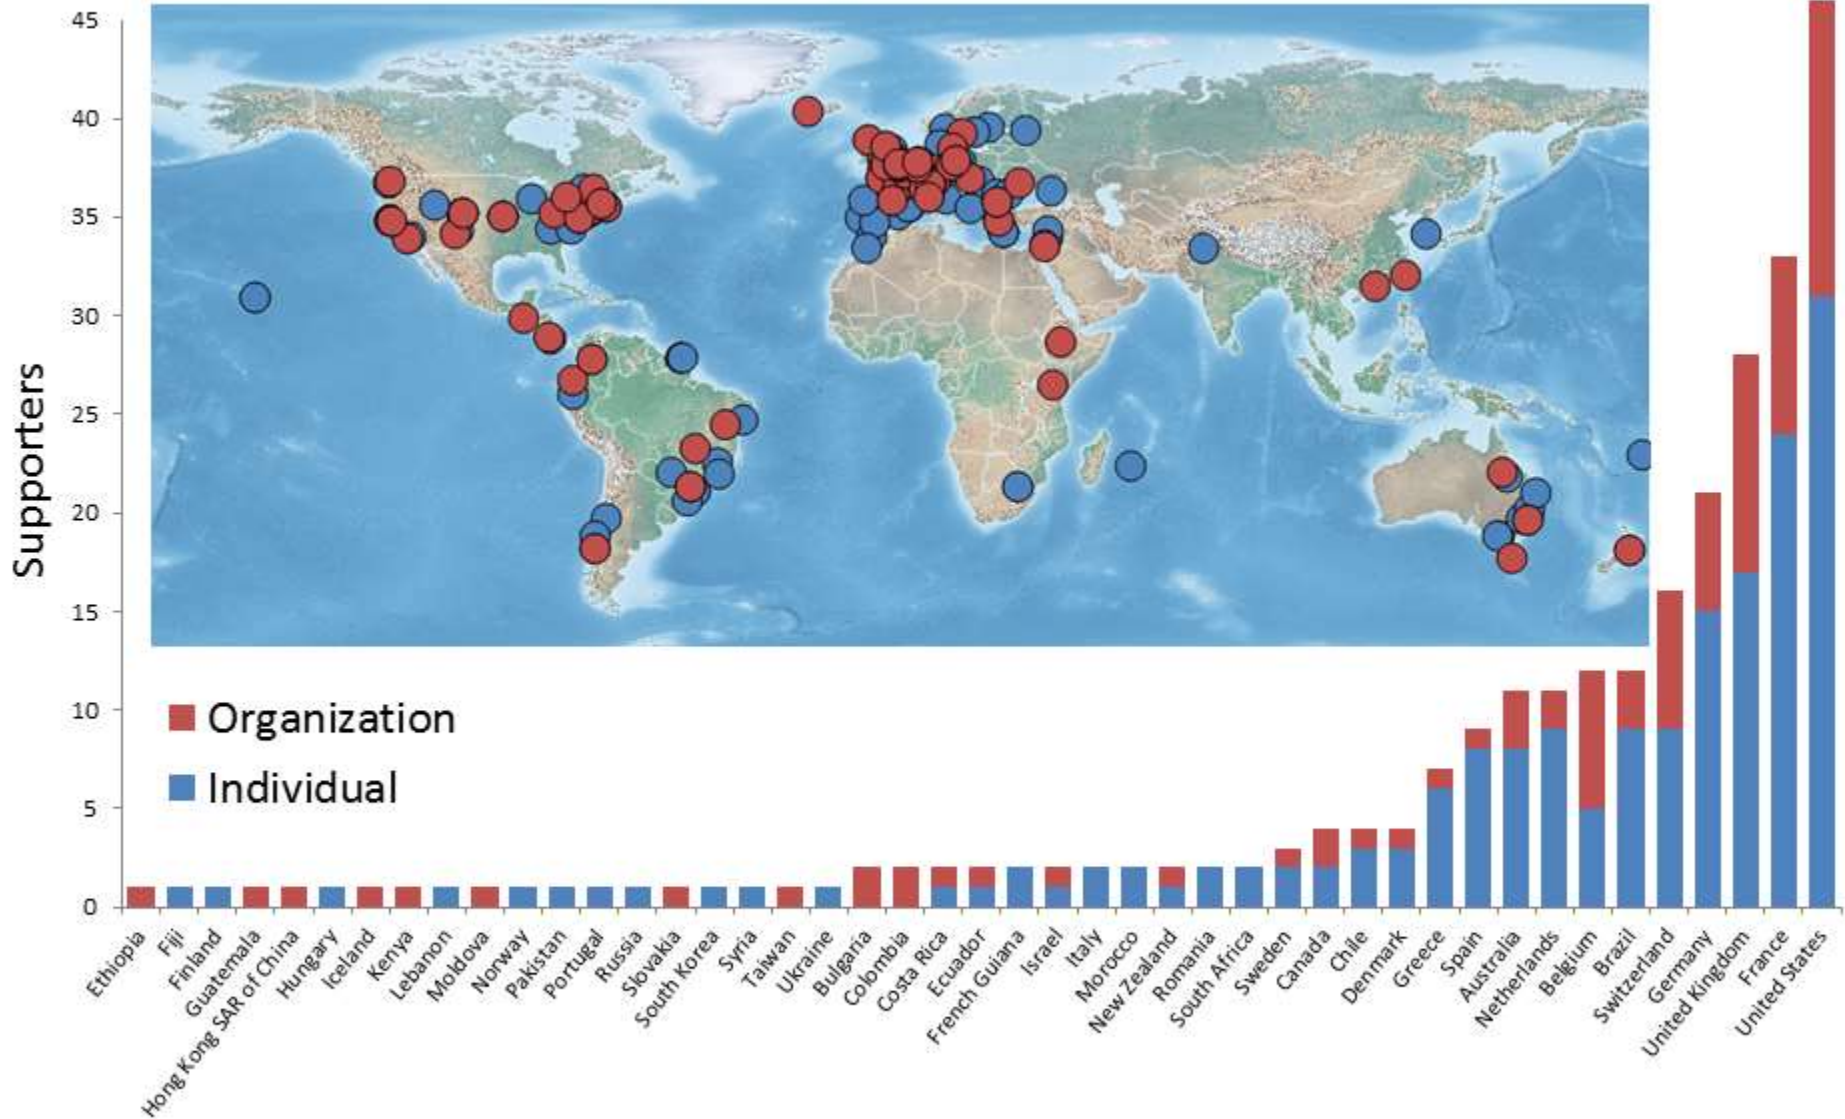 Supporters
45
40
35
30
25
20
15
10
5
0
Organization
Individual
Ethiopia
Fiji
Finland
Guatemala
Hong Kong SAR of China
Hungary
Iceland
Kenya
Lebanon
Moldova
Norway
Pakistan
Portugal
Russia
Slovakia
South Korea
Syria
Taiwan
Ukraine
Bulgaria
Colombia
Costa Rica
Ecuador
French Guiana
Israel
Italy
Morocco
New Zealand
Romania
South Africa
Sweden
Canada
Chile
Denmark
Greece
Spain
Australia
Netherlands
Belgium
Brazil
Switzerland
Germany
United Kingdom
France
United States